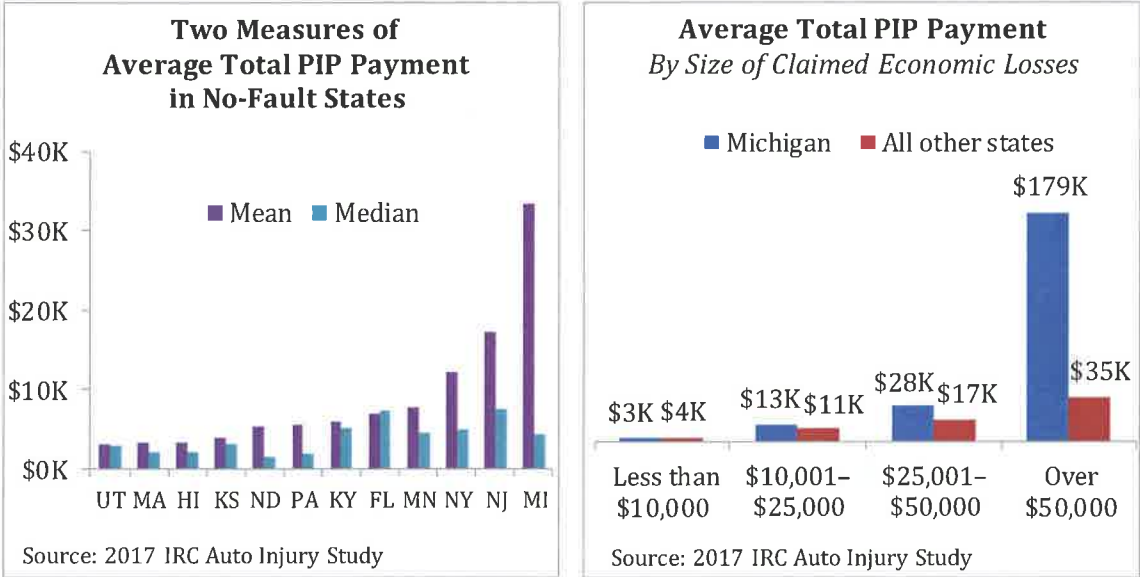 Two Measures of
Average Total PIP Payment
in No-Fault States
$40K
$30K
$20K
$10K
$0K
Mean Median
UT MA HI KS ND PA KY FL MN NY NJ MI
Source: 2017 IRC Auto Injury Study
Average Total PIP Payment
By Size of Claimed Economic Losses
Michigan All other states
$3K $4K
$13K $11K
$28K $17K
$179K
$35K
Less than
$10,000
$10,001–
$25,000
$25,001–
$50,000
Over
$50,000
Source: 2017 IRC Auto Injury Study